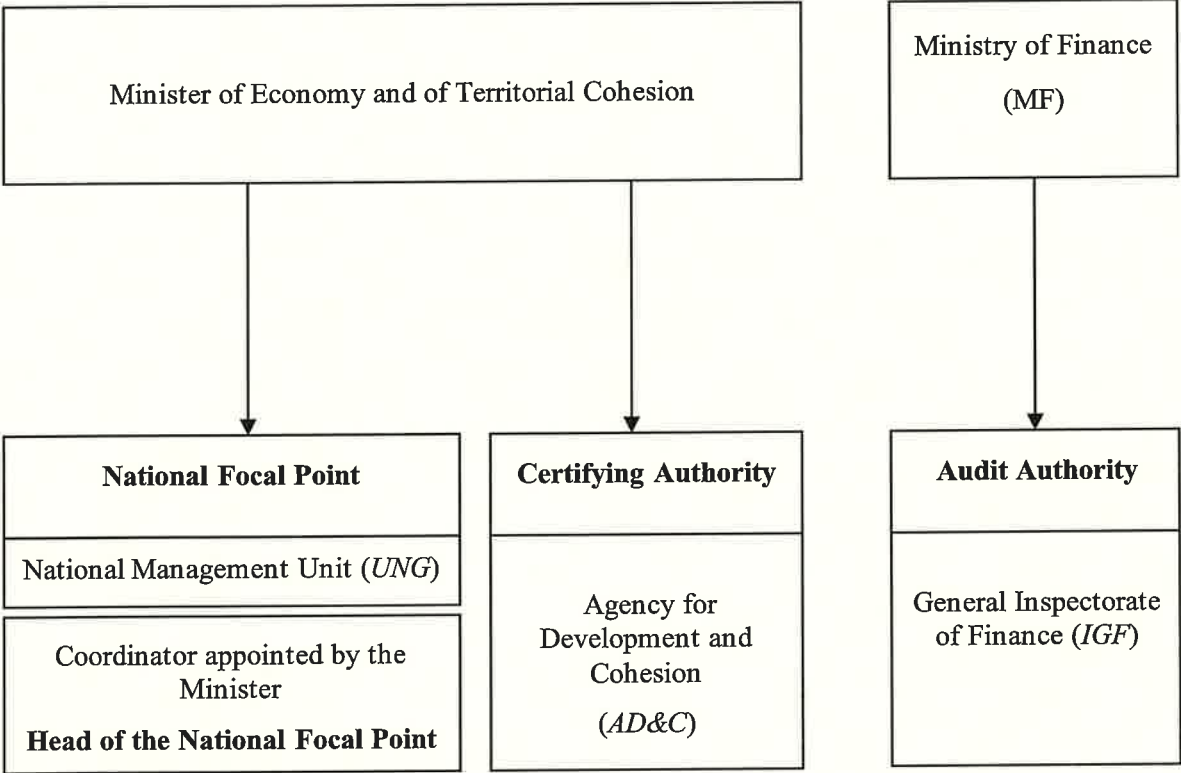 Minister of Economy and of Territorial Cohesion
Ministry of Finance
(MF)
National Focal Point
National Management Unit (UNG)
Coordinator appointed by the
Minister
Head of the National Focal Point
Certifying Authority
Agency for
Development and
Cohesion
(AD&C)
Audit Authority
General Inspectorate
of Finance (IGF)